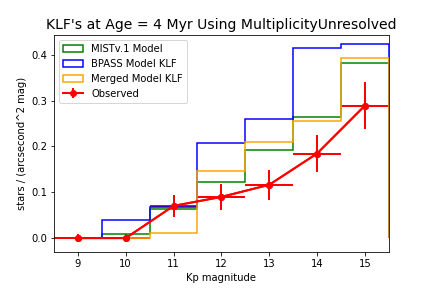 KLF's at Age = 4 Myr Using MultiplicityUnresolved
MISTv.1 Model
BPASS Model KLF
Merged Model KLF
Observed
stars / (arcsecond^2 mag)
0.4
0.3
0.2
0.1
0.0
9 10 11 12 13 14 15
Kp magnitude